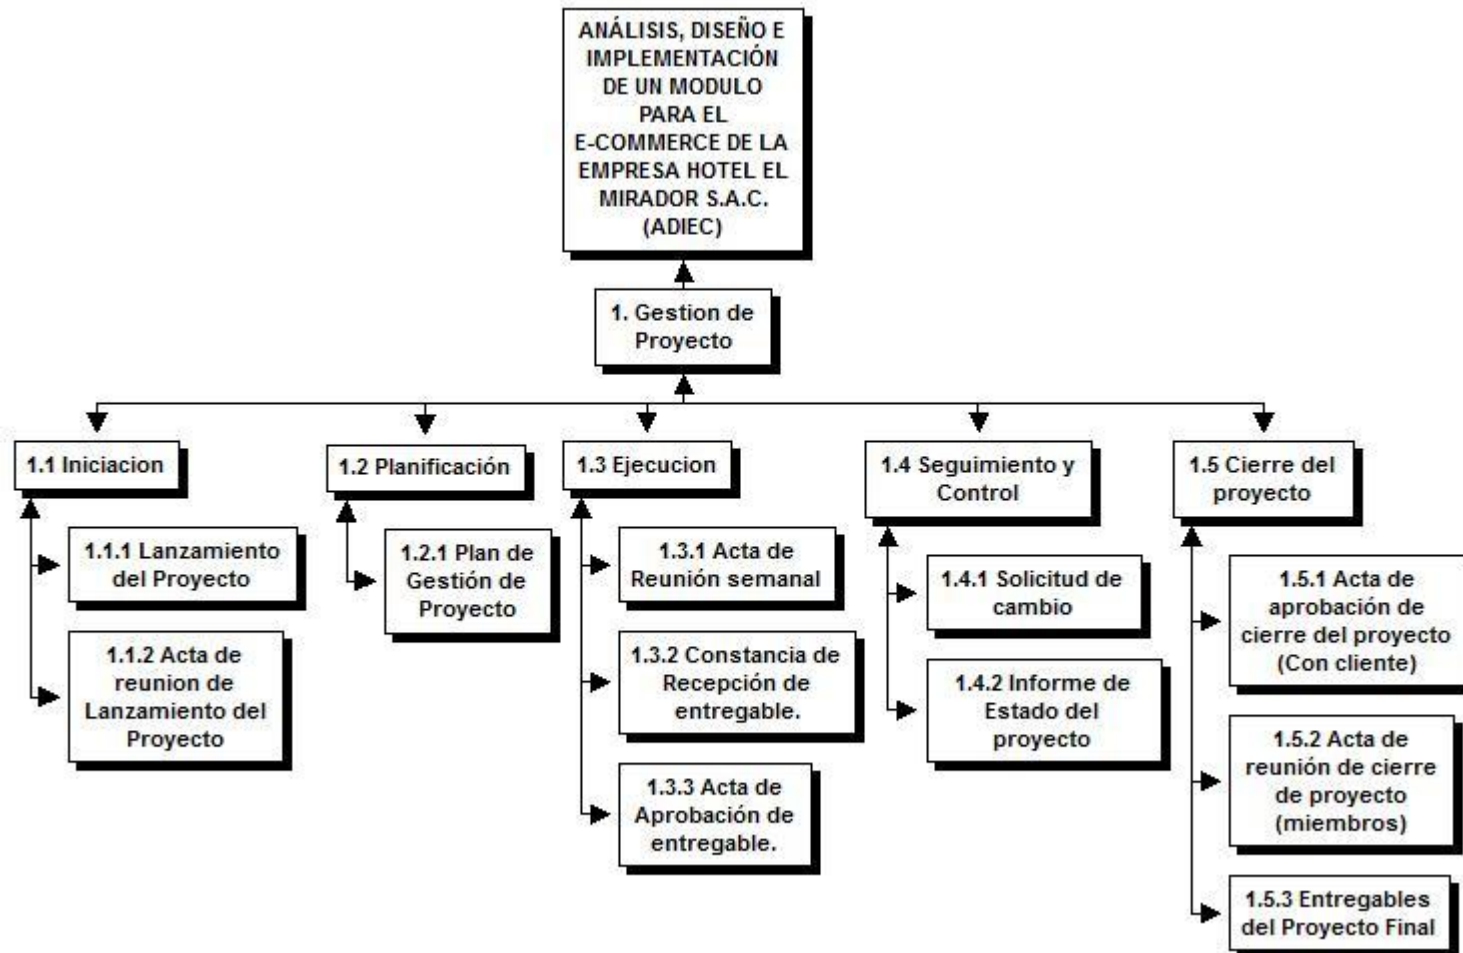 ANÁLISIS, DISEÑO E
IMPLEMENTACIÓN
DE UN MODULO
PARA EL
E-COMMERCE DE LA
EMPRESA HOTEL EL
MIRADOR S.A.C.
(ADIEC)
1. Gestion de
Proyecto
1.1 Iniciacion
1.1.1 Lanzamiento
del Proyecto
1.1.2 Acta de
reunion de
Lanzamiento del
Proyecto
1.2 Planificación
1.2.1 Plan de
Gestión de
Proyecto
1.3 Ejecucion
1.3.1 Acta de
Reunión semanal
1.3.2 Constancia de
Recepción de
entregable.
1.3.3 Acta de
Aprobación de
entregable.
1.4 Seguimiento y
Control
1.4.1 Solicitud de
cambio
1.4.2 Informe de
Estado del
proyecto
1.5 Cierre del
proyecto
1.5.1 Acta de
aprobación de
cierre del proyecto
(Con cliente)
1.5.2 Acta de
reunión de cierre
de proyecto
(miembros)
1.5.3 Entregables
del Proyecto Final